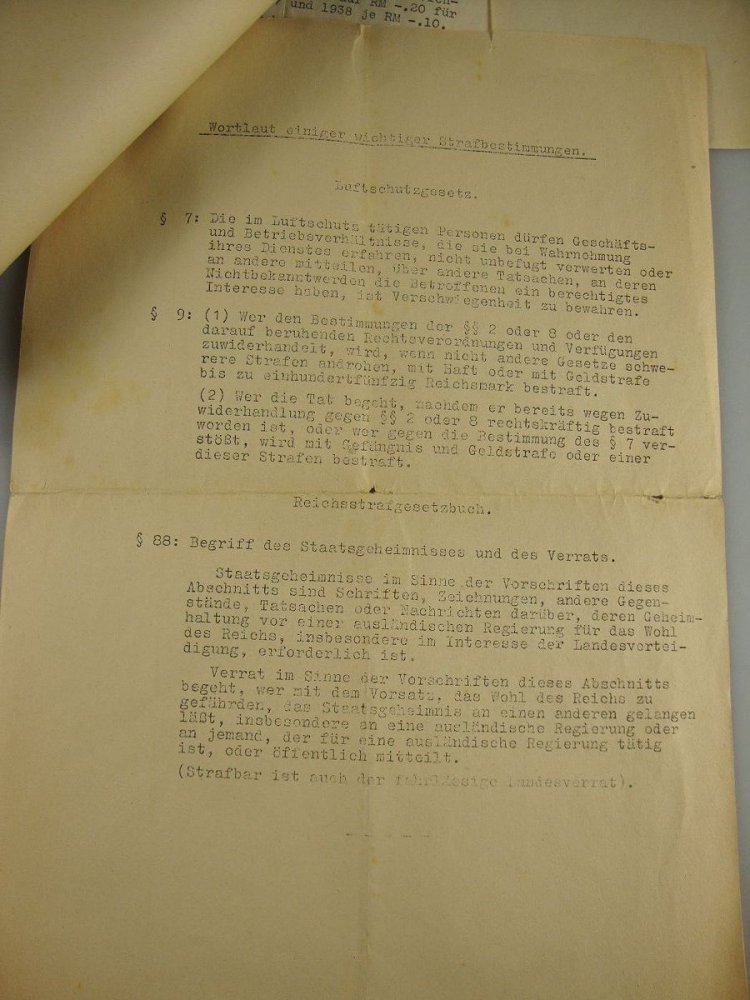 -.20 für
und 1938 je RM -.10.
Wortlaut einiger wichtiger Strafbestimmungen.
Luftschutzgesetz.
§ 7: Die im Luftschutz tätigen Personen dürfen Geschäfts-
und Betriebsverhältnisse, die sie bei Wahrnehmung
ihres Dienstes erfahren, nicht unbefugt verwerten oder
an andere mitteilen, über andere Tatsachen, an deren
Nichtbekanntwerden die Betroffenen ein berechtigtes
Interesse haben, ist Verschwiegenheit zu bewahren.
§ 9: (1) Wer den Bestimmungen der §§ 2 oder 8 oder den
darauf beruhenden Rechtsverordnungen und Verfügungen
zuwiderhandelt, wird, wenn nicht andere Gesetze schwe-
rere Strafen androhen, mit Haft oder mit Geldstrafe
bis zu einhundertfünfzig Reichsmark bestraft.
(2) Wer die Tat begeht, nachdem er bereits wegen Zu-
widerhandlung gegen §§ 2 oder 8 rechtskräftig bestraft
worden ist, oder wer gegen die Bestimmung des § 7 ver-
stößt, wird mit Gefängnis und Geldstrafe oder einer
dieser Strafen bestraft.
Reichsstrafgesetzbuch.
§ 88: Begriff des Staatsgeheimnisses und des Verrats.
Staatsgeheimnisse im Sinne der Vorschriften dieses
Abschnitts sind Schriften, Zeichnungen, andere Gegen-
stände, Tatsachen oder Nachrichten darüber, deren Geheim-
haltung vor einer ausländischen Regierung für das Wohl
des Reichs, insbesondere im Interesse der Landesvertei-
digung, erforderlich ist.
Verrat im Sinne der Vorschriften dieses Abschnitts
begeht, wer mit dem Vorsatz, das Wohl des Reichs zu
gefährden, das Staatsgeheimnis an einen anderen gelangen
läßt, insbesondere an eine ausländische Regierung oder
an jemand, der für eine ausländische Regierung tätig
ist, oder öffentlich mitteilt.
(Strafbar ist auch der fahrlässige Landesverrat).